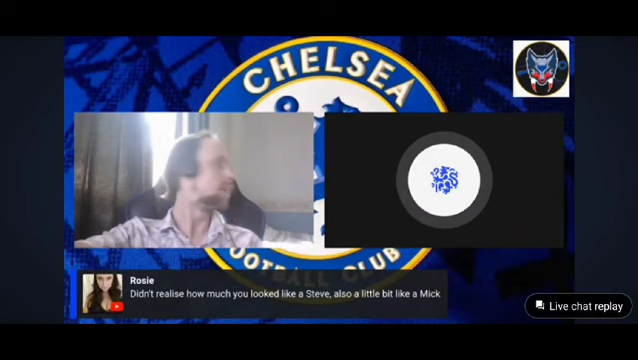 CHELSEA
FOOTBALL CLUB
Rosie
Didn't realise how much you looked like a Steve, also a little bit like a Mick
Live chat replay